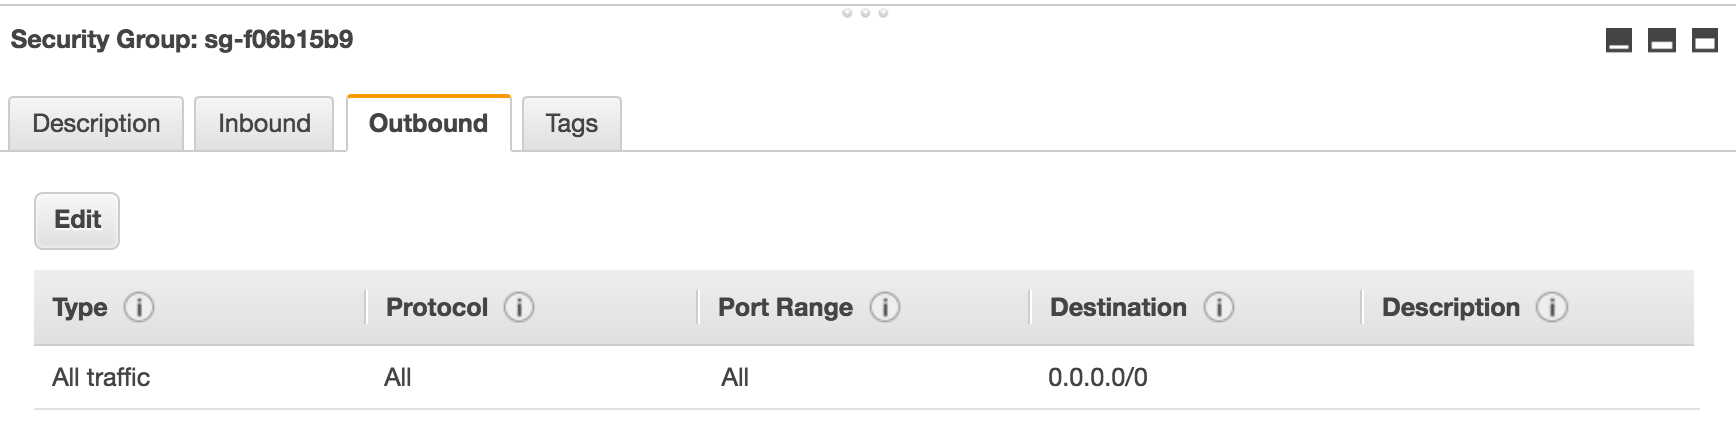 Security Group: sg-f06b15b9
Description Inbound Outbound Tags
Edit
Type Protocol Port Range Destination Description
All traffic All All 0.0.0.0/0